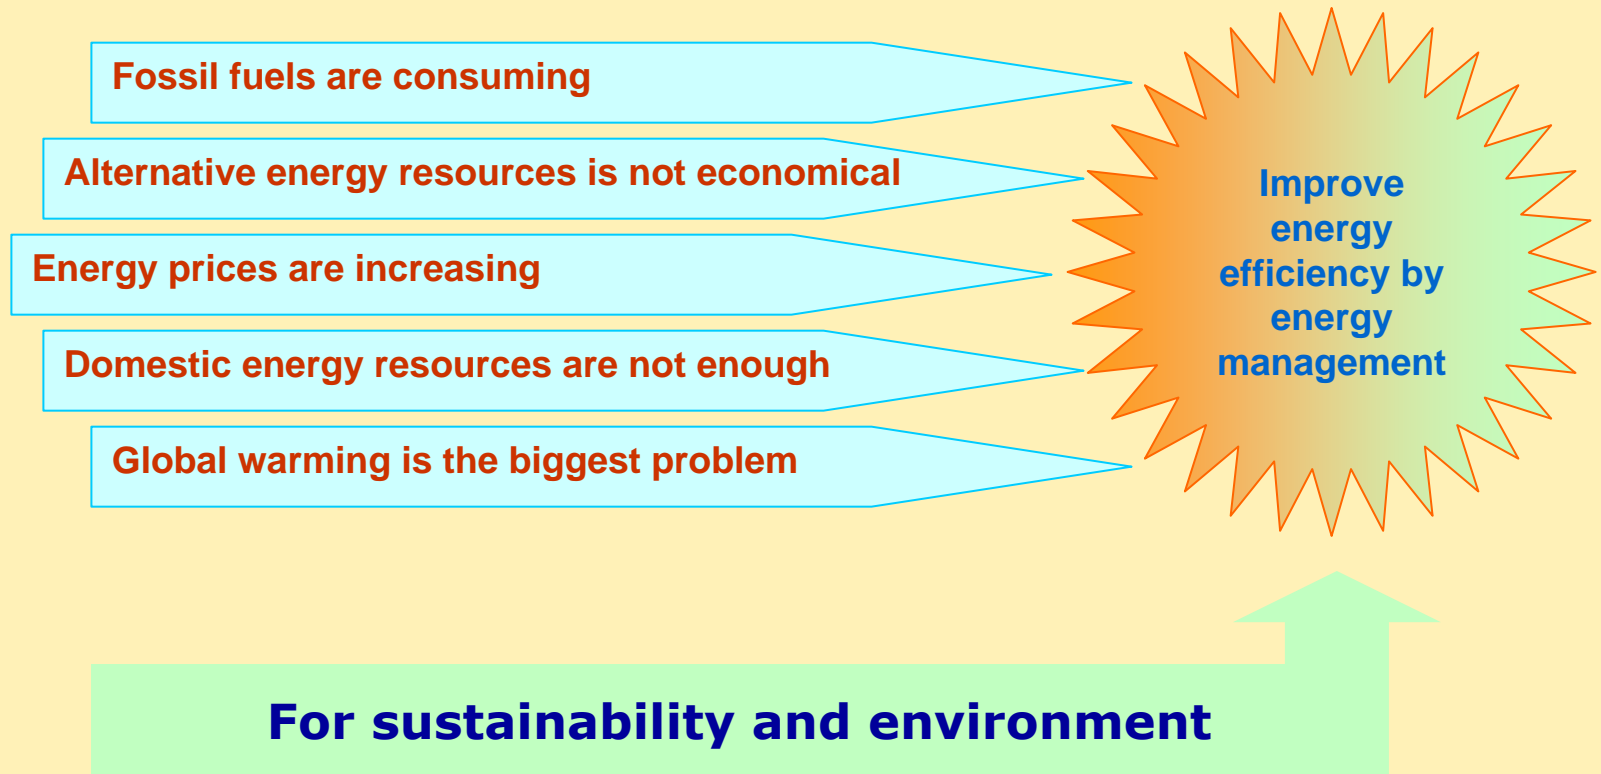 Fossil fuels are consuming
Alternative energy resources is not economical
Energy prices are increasing
Domestic energy resources are not enough
Global warming is the biggest problem
Improve
energy
efficiency by
energy
management
For sustainability and environment